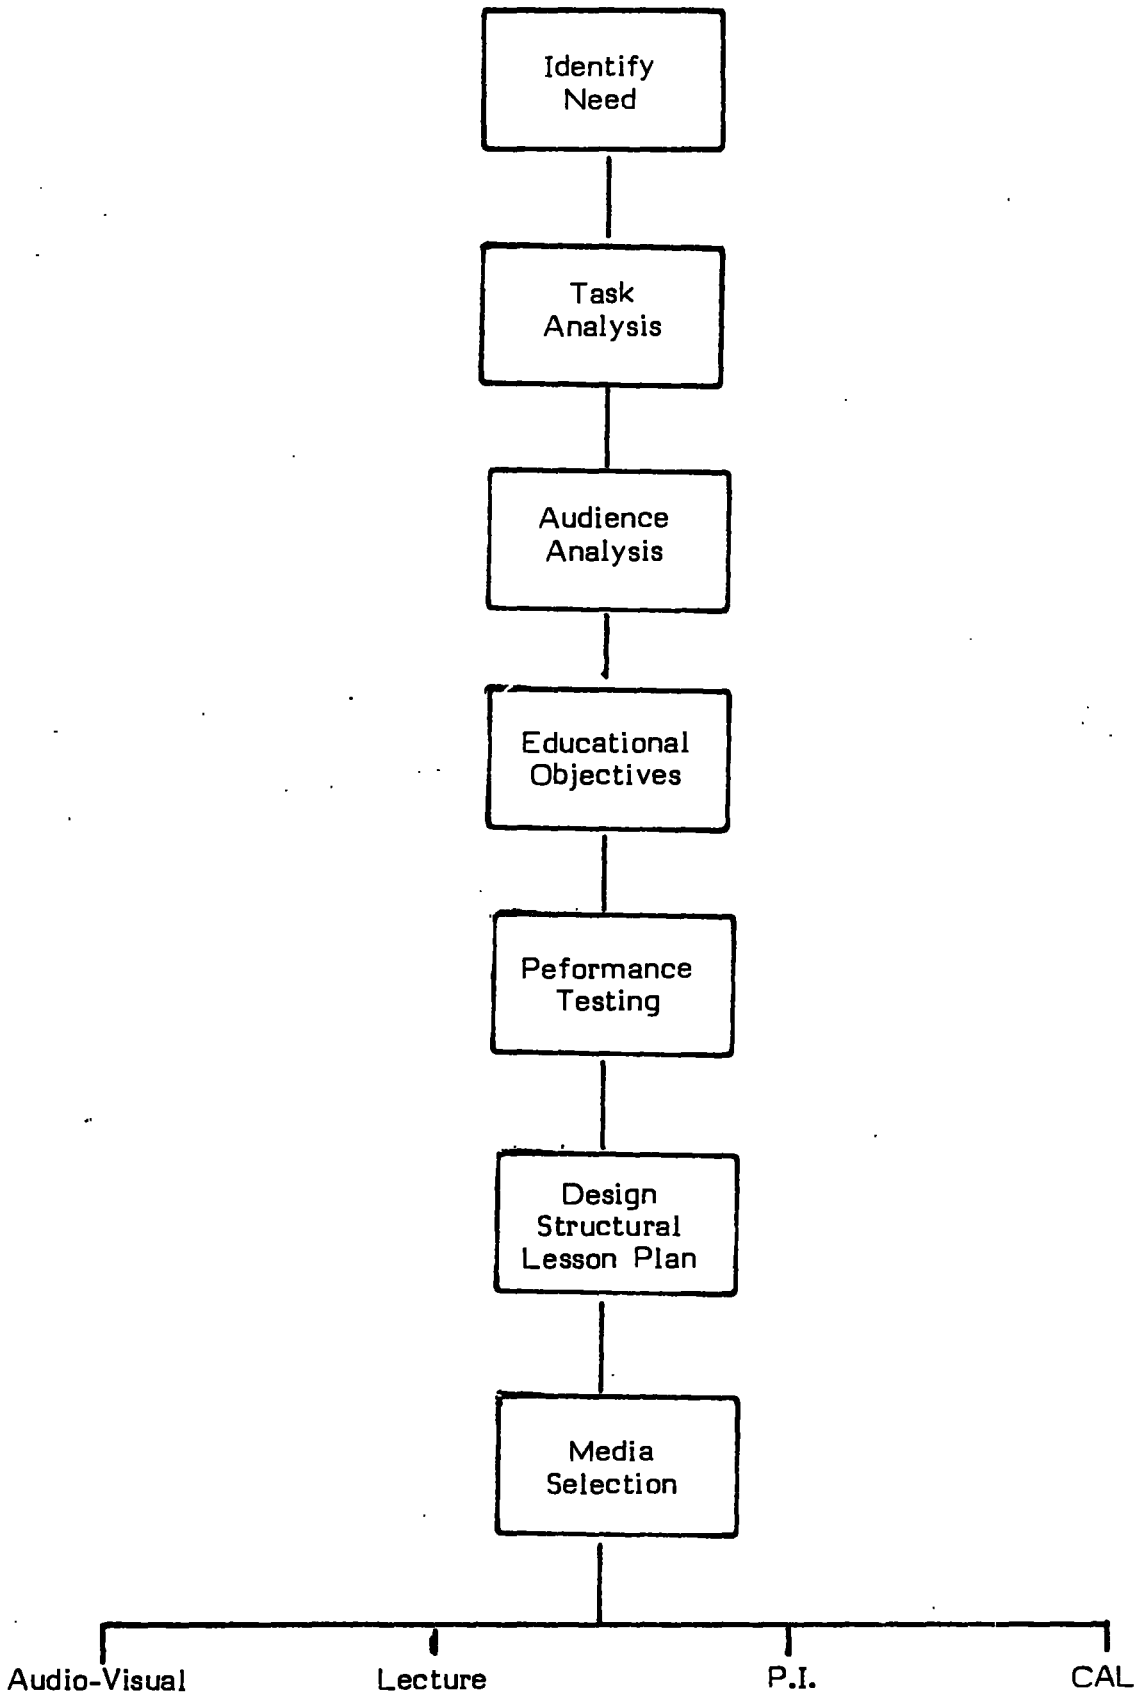 Identify
Need
Task
Analysis
Audience
Analysis
Educational
Objectives
Peformance
Testing
Design
Structural
Lesson Plan
Media
Selection
Audio-Visual Lecture P.I. CAL